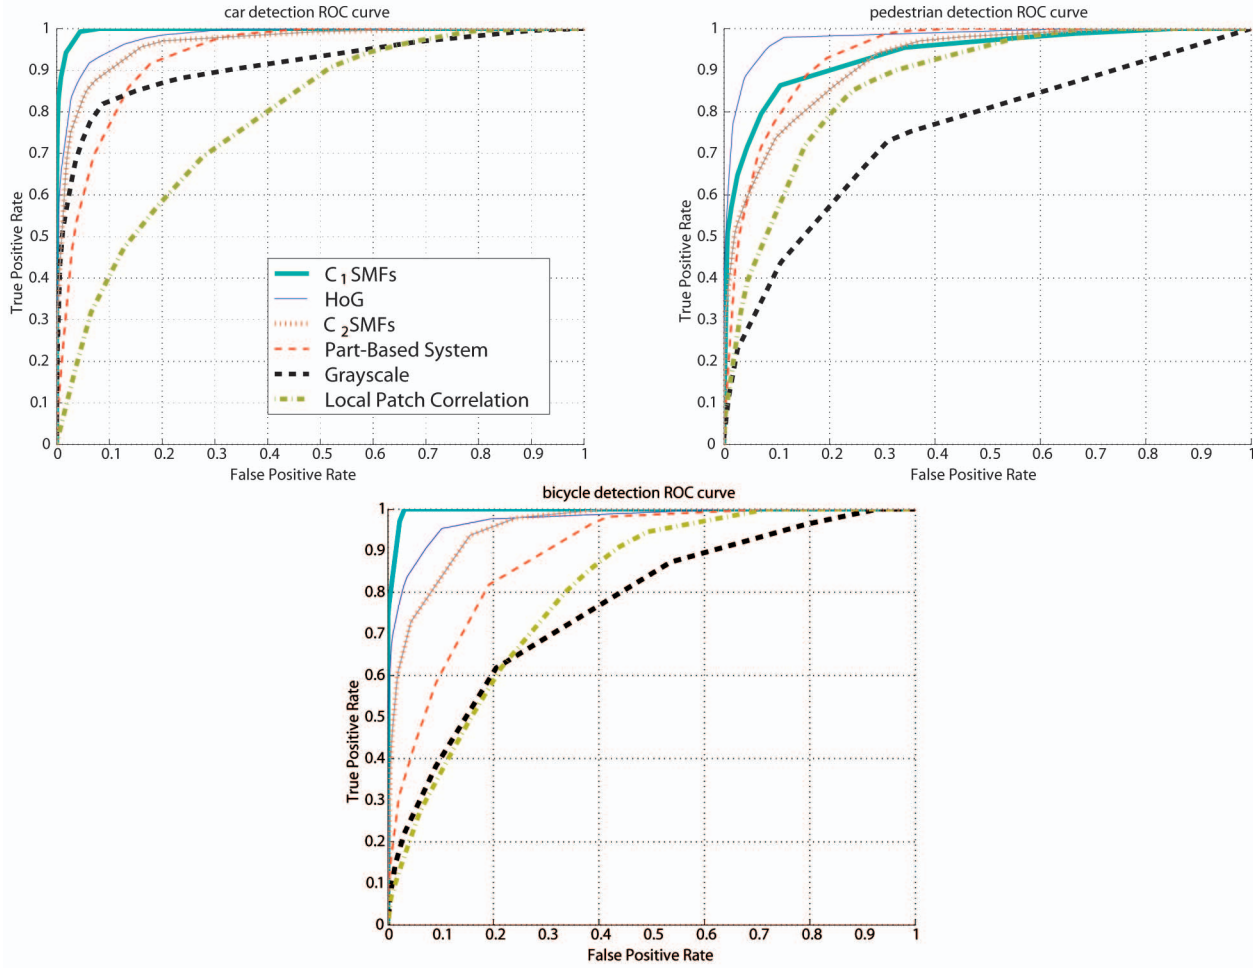 car detection ROC curve
True Positive Rate
1
0.9
0.8
0.7
0.6
0.5
0.4
0.3
0.2
0.1
0
0 0.1 0.2 0.3 0.4 0.5 0.6 0.7 0.8 0.9 1
False Positive Rate
C1SMFs
HoG
C2SMFs
Part-Based System
Grayscale
Local Patch Correlation
pedestrian detection ROC curve
True Positive Rate
1
0.9
0.8
0.7
0.6
0.5
0.4
0.3
0.2
0.1
0
0 0.1 0.2 0.3 0.4 0.5 0.6 0.7 0.8 0.9 1
False Positive Rate
bicycle detection ROC curve
True Positive Rate
1
0.9
0.8
0.7
0.6
0.5
0.4
0.3
0.2
0.1
0
0 0.1 0.2 0.3 0.4 0.5 0.6 0.7 0.8 0.9 1
False Positive Rate